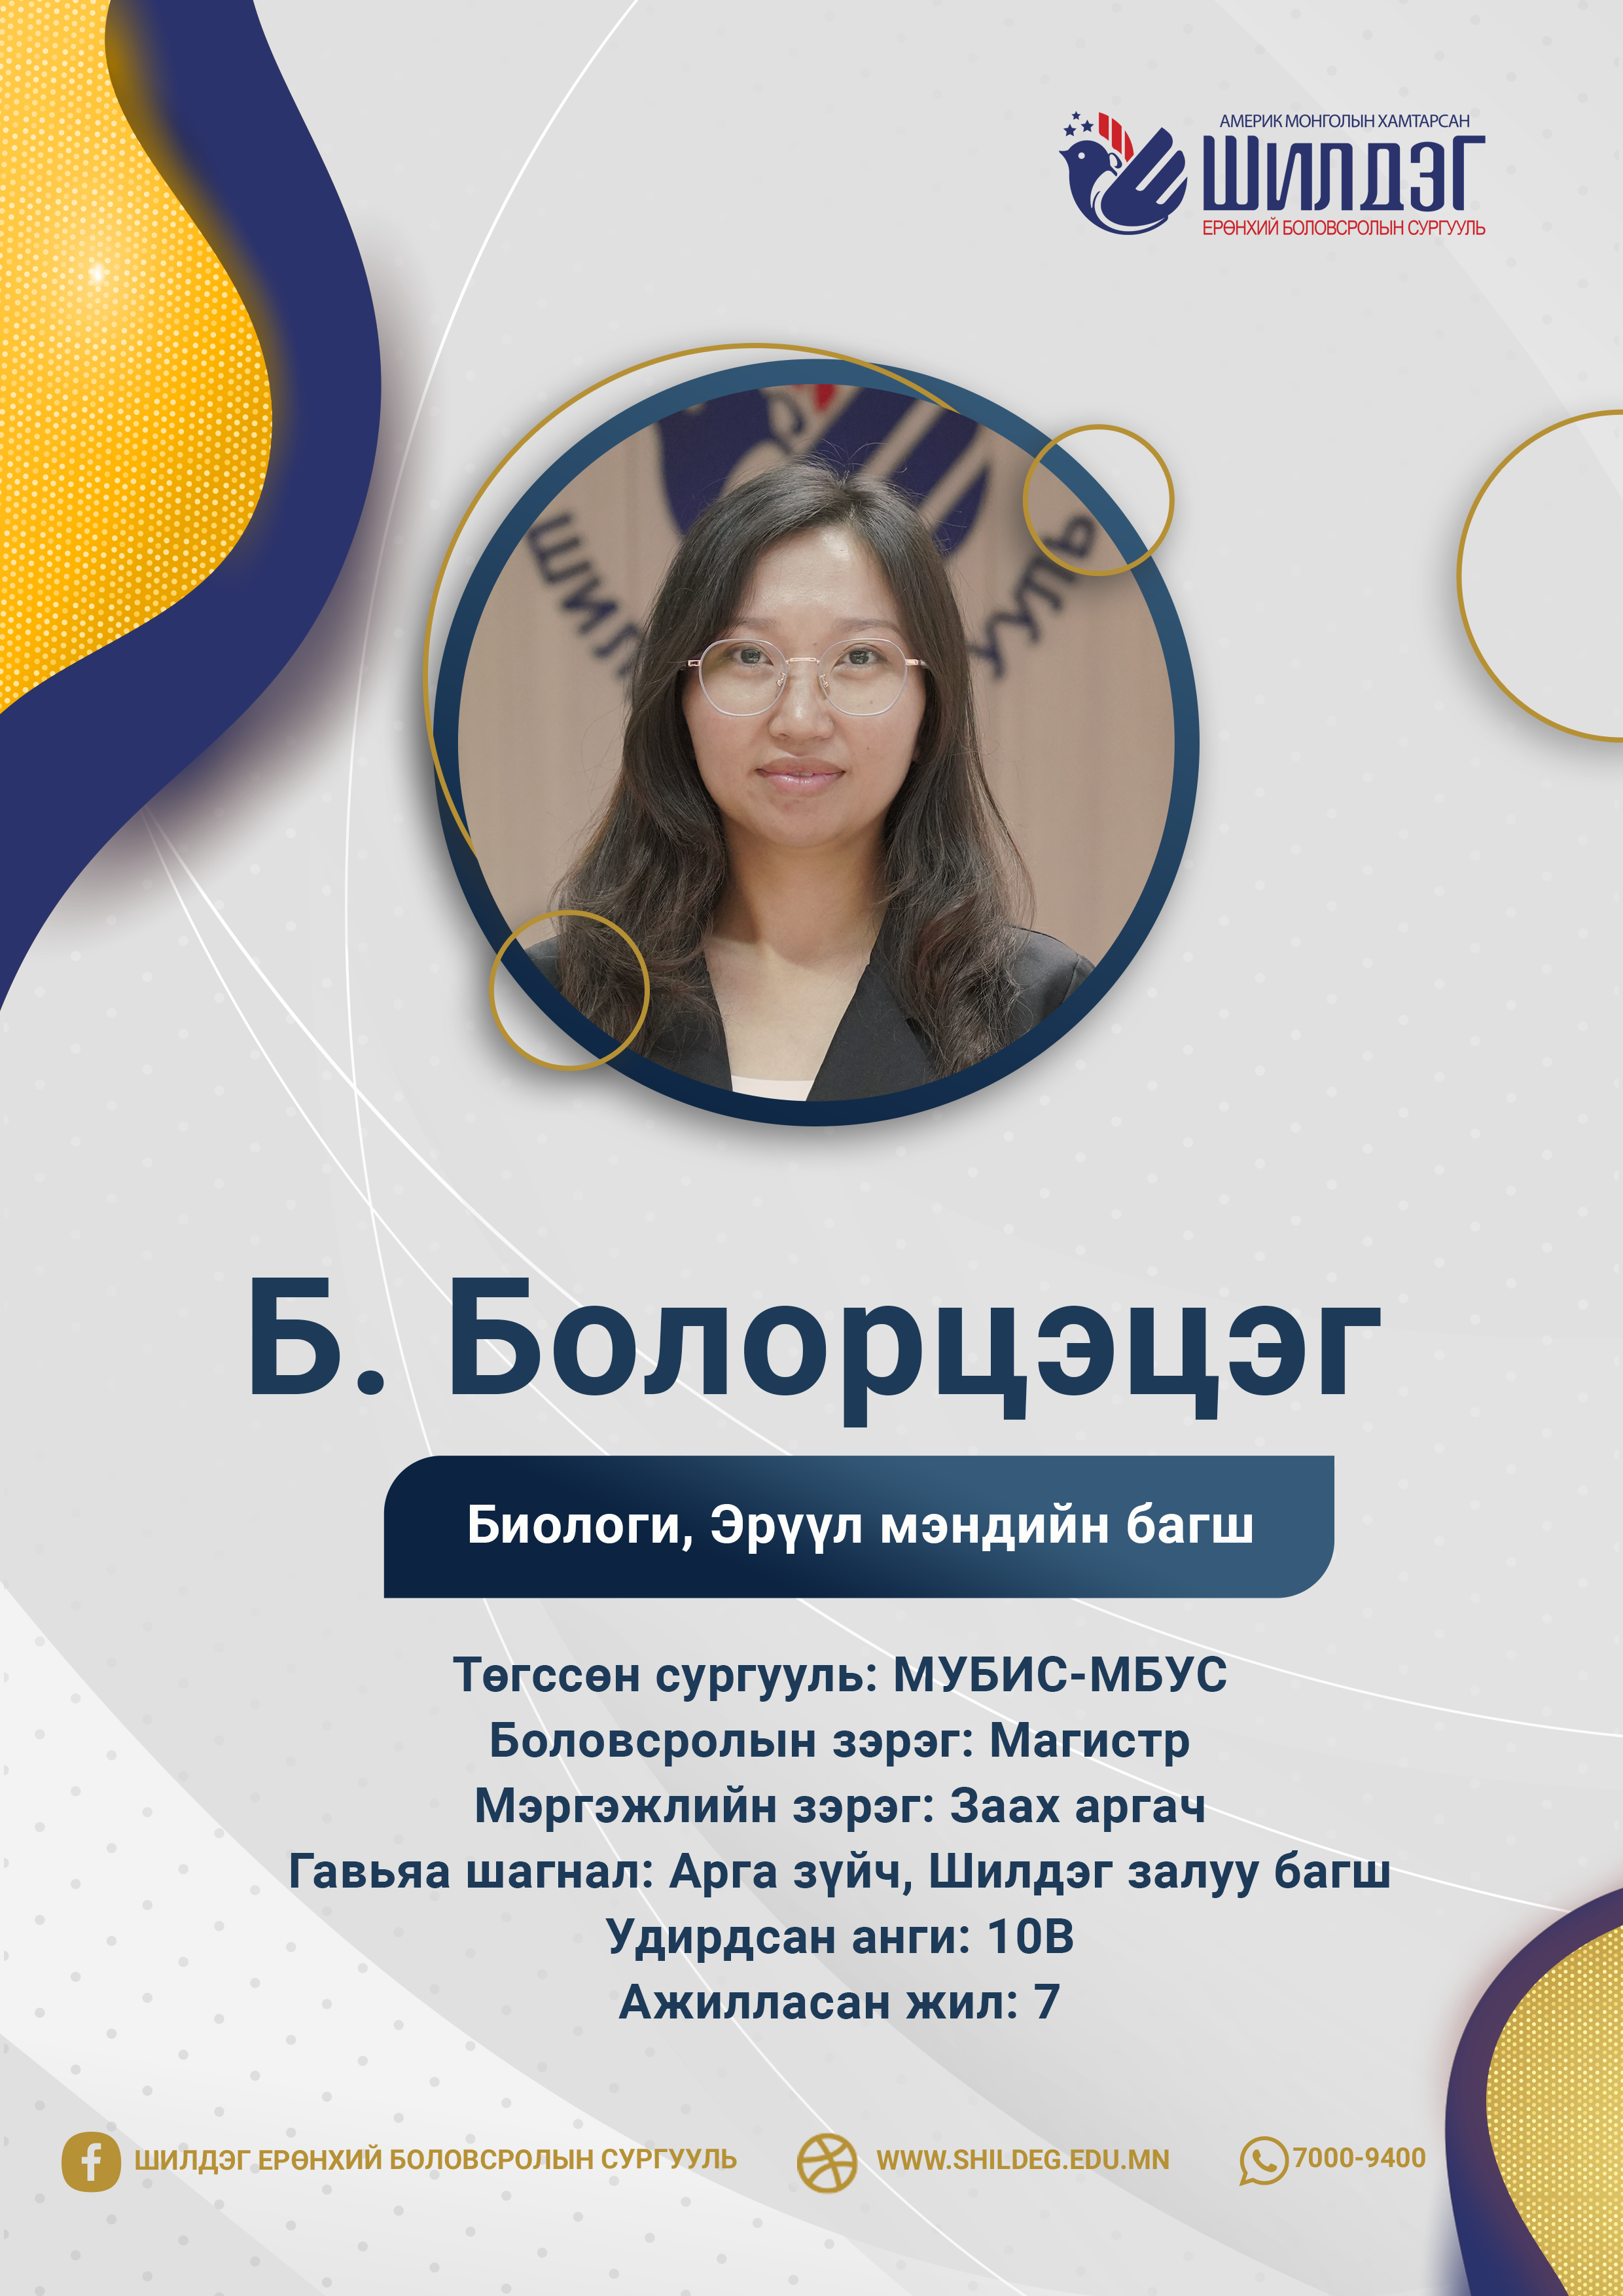 АМЕРИК МОНГОЛЫН ХАМТАРСАН
ШИЛДЭГ
ЕРӨНХИЙ БОЛОВСРОЛЫН СУРГУУЛЬ
ШИЛ
УУЛЬ
Б. Болорцэцэг
Биологи, Эрүүл мэндийн багш
Төгссөн сургууль: МУБИС-МБУС
Боловсролын зэрэг: Магистр
Мэргэжлийн зэрэг: Заах аргач
Гавьяа шагнал: Арга зүйч, Шилдэг залуу багш
Удирдсан анги: 10В
Ажилласан жил: 7
ШИЛДЭГ ЕРӨНХИЙ БОЛОВСРОЛЫН СУРГУУЛЬ
WWW.SHILDEG.EDU.MN
7000-9400